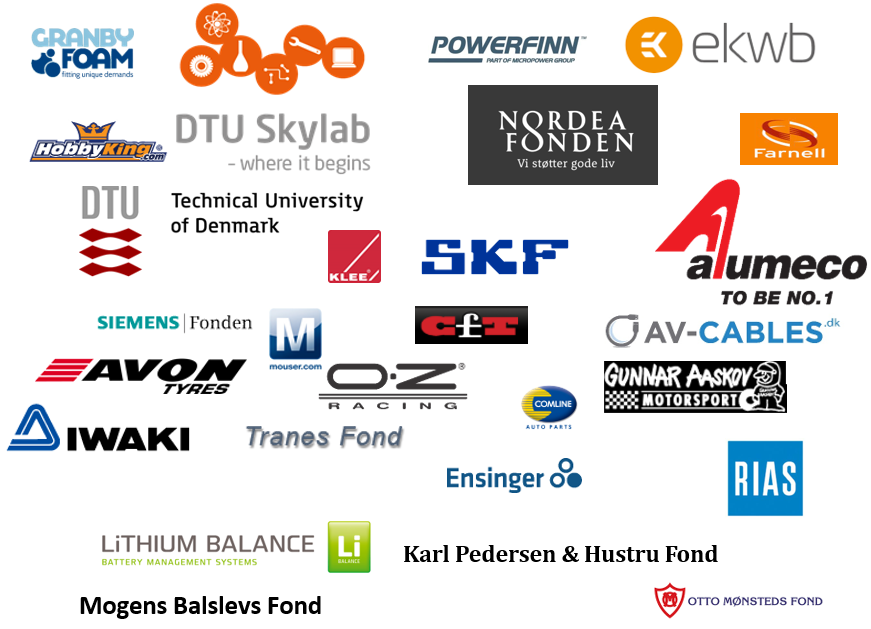 GRANBY
FOAM
fitting unique demands
POWERFINN™
PART OF MICROPOWER GROUP
ekwb
HobbyKing.com®
DTU Skylab
– where it begins
NORDEA
FONDEN
Vi støtter gode liv
Farnell
DTU
Technical University
of Denmark
KLEE®
SKF
alumeco
TO BE NO.1
SIEMENS | Fonden
M
mouser.com
C£T
AV-CABLES.dk
AVON
TYRES
O·Z®
RACING
COMLINE
AUTO PARTS
GUNNAR AASKOV
MOTORSPORT
IWAKI
Tranes Fond
Ensinger
RIAS
LiTHIUM BALANCE
BATTERY MANAGEMENT SYSTEMS
Li
BALANCE
Karl Pedersen & Hustru Fond
Mogens Balslevs Fond
M
OTTO MØNSTEDS FOND